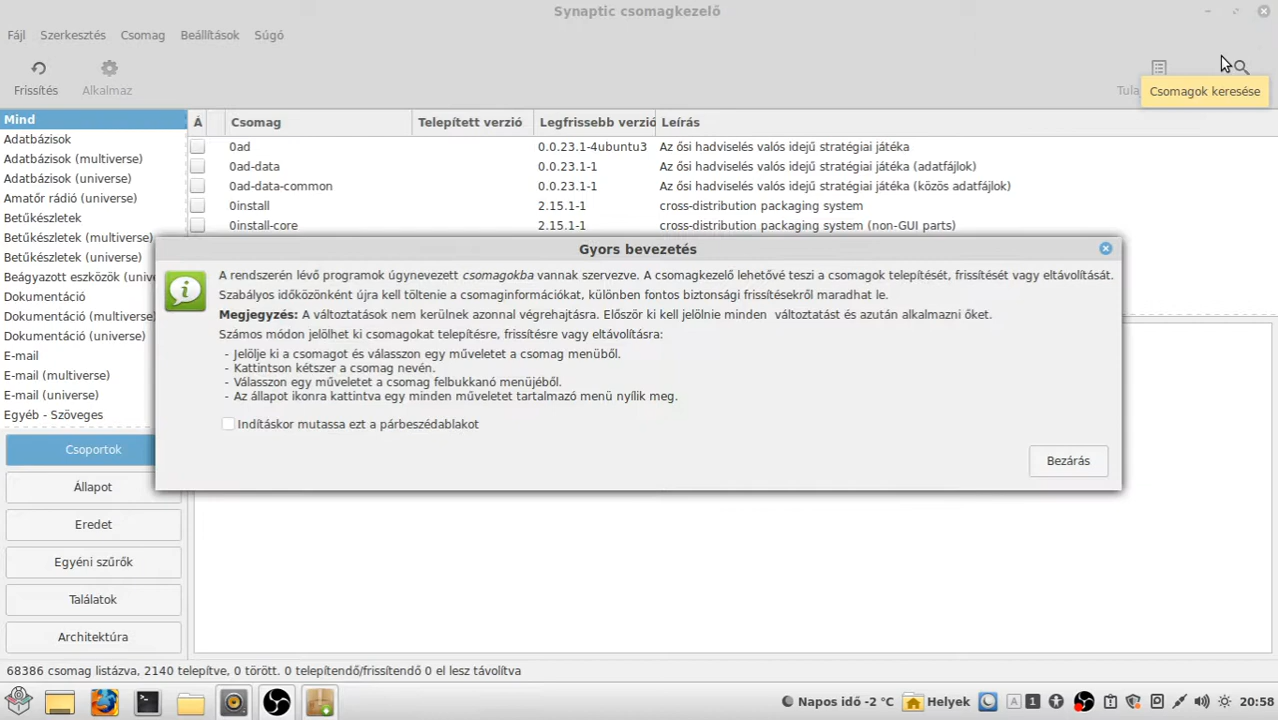 Synaptic csomagkezelő
Fájl Szerkesztés Csomag Beállítások Súgó
Frissítés Alkalmaz
Csomagok keresése
Mind
Adatbázisok
Adatbázisok (multiverse)
Adatbázisok (universe)
Amatőr rádió (universe)
Betűkészletek
Betűkészletek (multiverse)
Betűkészletek (universe)
Beágyazott eszközök (univ
Dokumentáció
Dokumentáció (multiverse)
Dokumentáció (universe)
E-mail
E-mail (multiverse)
E-mail (universe)
Egyéb - Szöveges
Csoportok
Állapot
Eredet
Egyéni szűrők
Találatok
Architektúra
Á Csomag Telepített verzió Legfrissebb verzió Leírás
0ad 0.0.23.1-4ubuntu3 Az ősi hadviselés valós idejű stratégiai játéka
0ad-data 0.0.23.1-1 Az ősi hadviselés valós idejű stratégiai játéka (adatfájlok)
0ad-data-common 0.0.23.1-1 Az ősi hadviselés valós idejű stratégiai játéka (közös adatfájlok)
0install 2.15.1-1 cross-distribution packaging system
0install-core 2.15.1-1 cross-distribution packaging system (non-GUI parts)
Gyors bevezetés
A rendszerén lévő programok úgynevezett csomagokba vannak szervezve. A csomagkezelő lehetővé teszi a csomagok telepítését, frissítését vagy eltávolítását.
Szabályos időközönként újra kell töltenie a csomaginformációkat, különben fontos biztonsági frissítésekről maradhat le.
Megjegyzés: A változtatások nem kerülnek azonnal végrehajtásra. Először ki kell jelölnie minden változtatást és azután alkalmazni őket.
Számos módon jelölhet ki csomagokat telepítésre, frissítésre vagy eltávolításra:
- Jelölje ki a csomagot és válasszon egy műveletet a csomag menüből.
- Kattintson kétszer a csomag nevén.
- Válasszon egy műveletet a csomag felbukkanó menüjéből.
- Az állapot ikonra kattintva egy minden műveletet tartalmazó menü nyílik meg.
Indításkor mutassa ezt a párbeszédablakot
Bezárás
68386 csomag listázva, 2140 telepítve, 0 törött. 0 telepítendő/frissítendő 0 el lesz távolítva
Napos idő -2 °C Helyek A 1 20:58